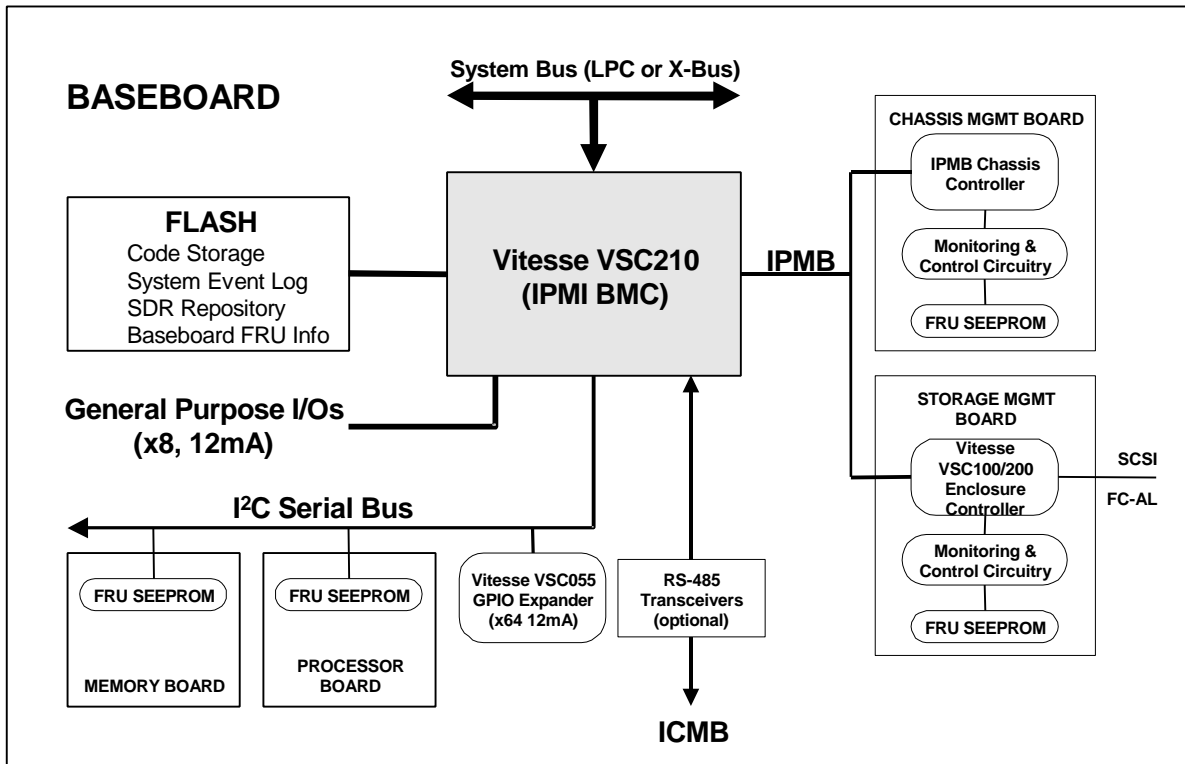 System Bus (LPC or X-Bus)
BASEBOARD
FLASH
Code Storage
System Event Log
SDR Repository
Baseboard FRU Info
Vitesse VSC210
(IPMI BMC)
IPMB
CHASSIS MGMT BOARD
IPMB Chassis
Controller
Monitoring &
Control Circuitry
FRU SEEPROM
General Purpose I/Os
(x8, 12mA)
STORAGE MGMT
BOARD
Vitesse
VSC100/200
Enclosure
Controller
SCSI
FC-AL
Monitoring &
Control Circuitry
FRU SEEPROM
I²C Serial Bus
FRU SEEPROM
MEMORY BOARD
FRU SEEPROM
PROCESSOR
BOARD
Vitesse VSC055
GPIO Expander
(x64 12mA)
RS-485
Transceivers
(optional)
ICMB